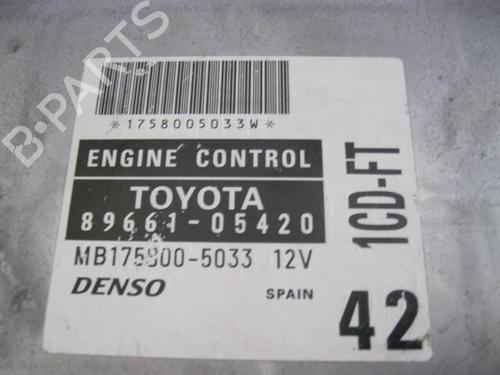 *1758005033W*
ENGINE CONTROL
TOYOTA
89661-05420
MB175800-5033 12V
DENSO SPAIN
1CD-FT
42
B-PARTS